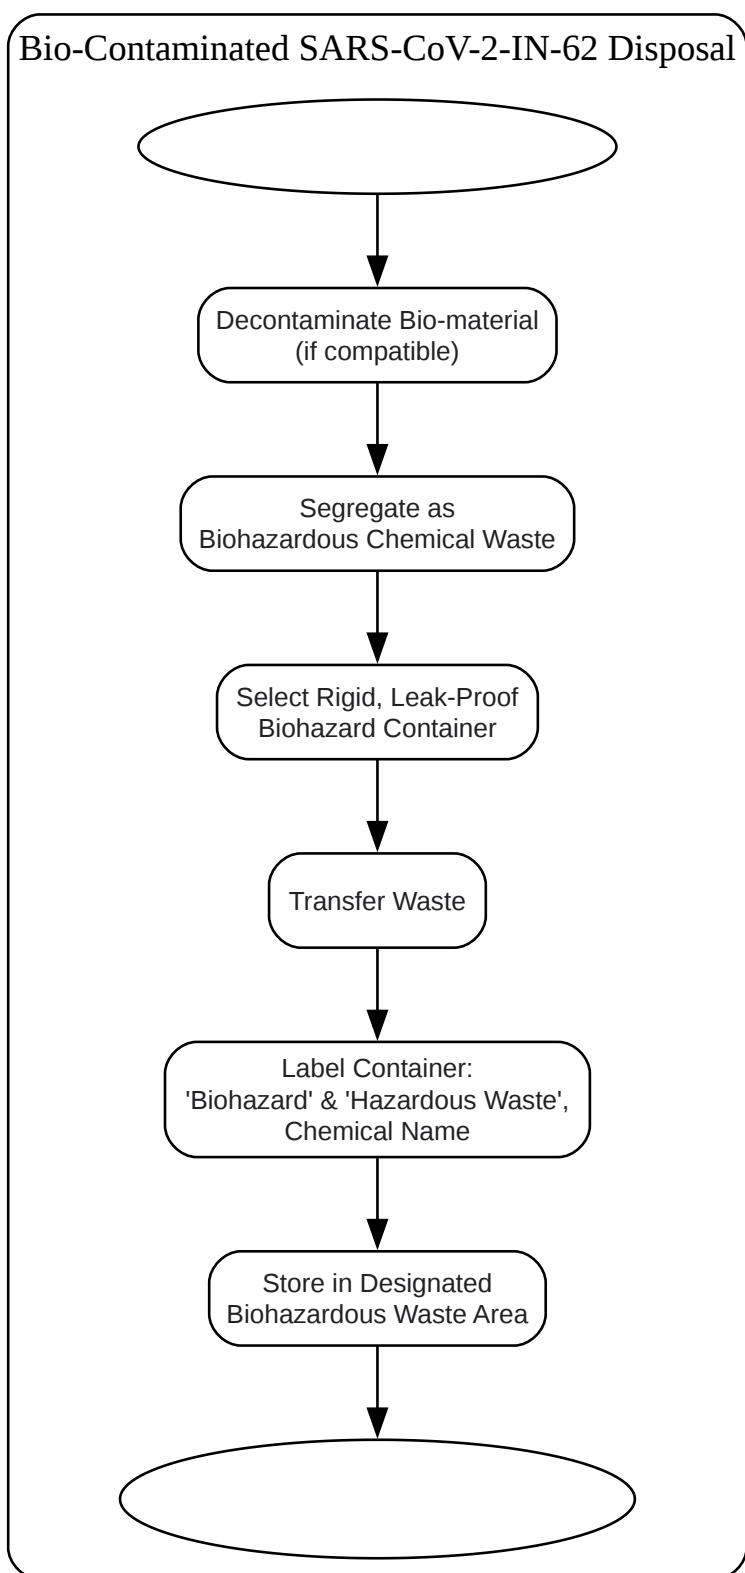 Bio-Contaminated SARS-CoV-2-IN-62 Disposal
Decontaminate Bio-material
(if compatible)
Segregate as
Biohazardous Chemical Waste
Select Rigid, Leak-Proof
Biohazard Container
Transfer Waste
Label Container:
'Biohazard' & 'Hazardous Waste',
Chemical Name
Store in Designated
Biohazardous Waste Area